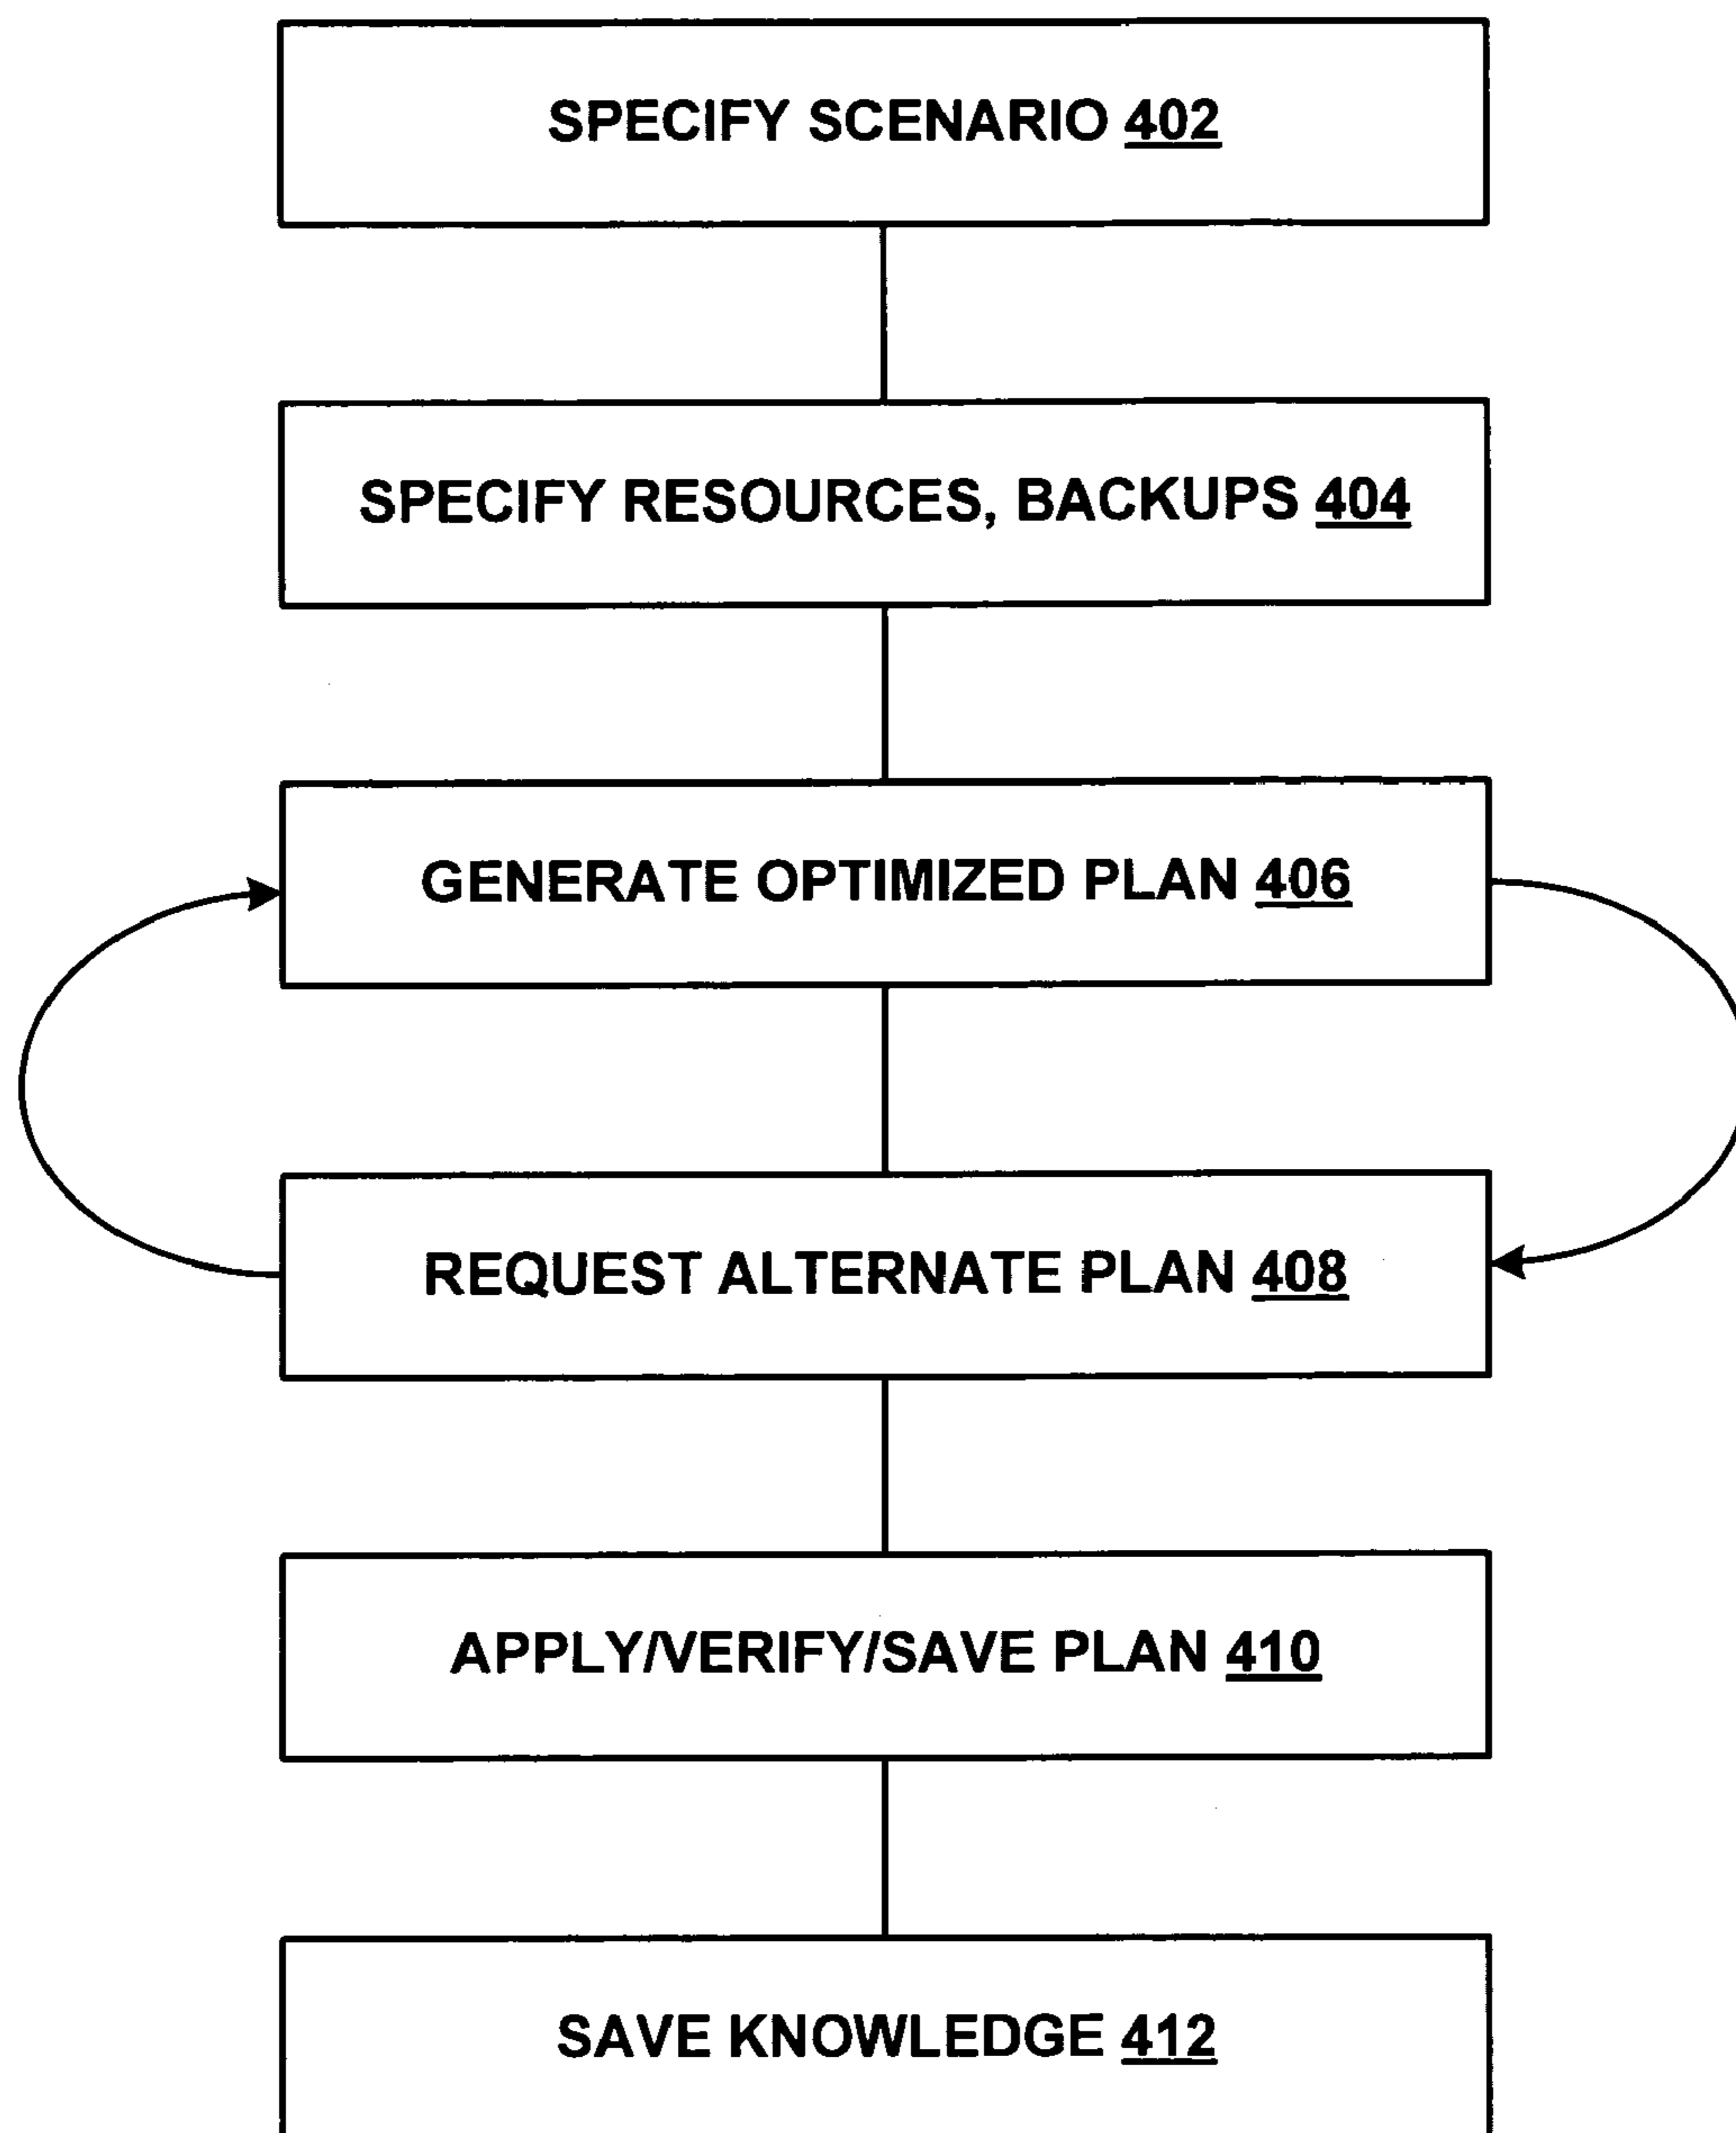 SPECIFY SCENARIO 402
SPECIFY RESOURCES, BACKUPS 404
GENERATE OPTIMIZED PLAN 406
REQUEST ALTERNATE PLAN 408
APPLY/VERIFY/SAVE PLAN 410
SAVE KNOWLEDGE 412